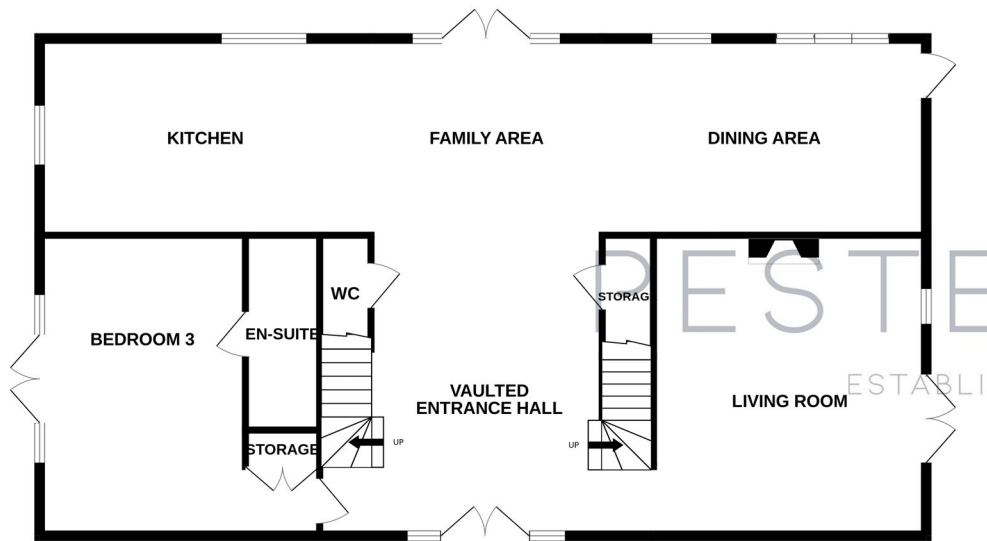 KITCHEN
FAMILY AREA
DINING AREA
WC
STORAG
BEDROOM 3
EN-SUITE
VAULTED
ENTRANCE HALL
LIVING ROOM
STORAGE
UP
UP
PESTE
ESTABLI